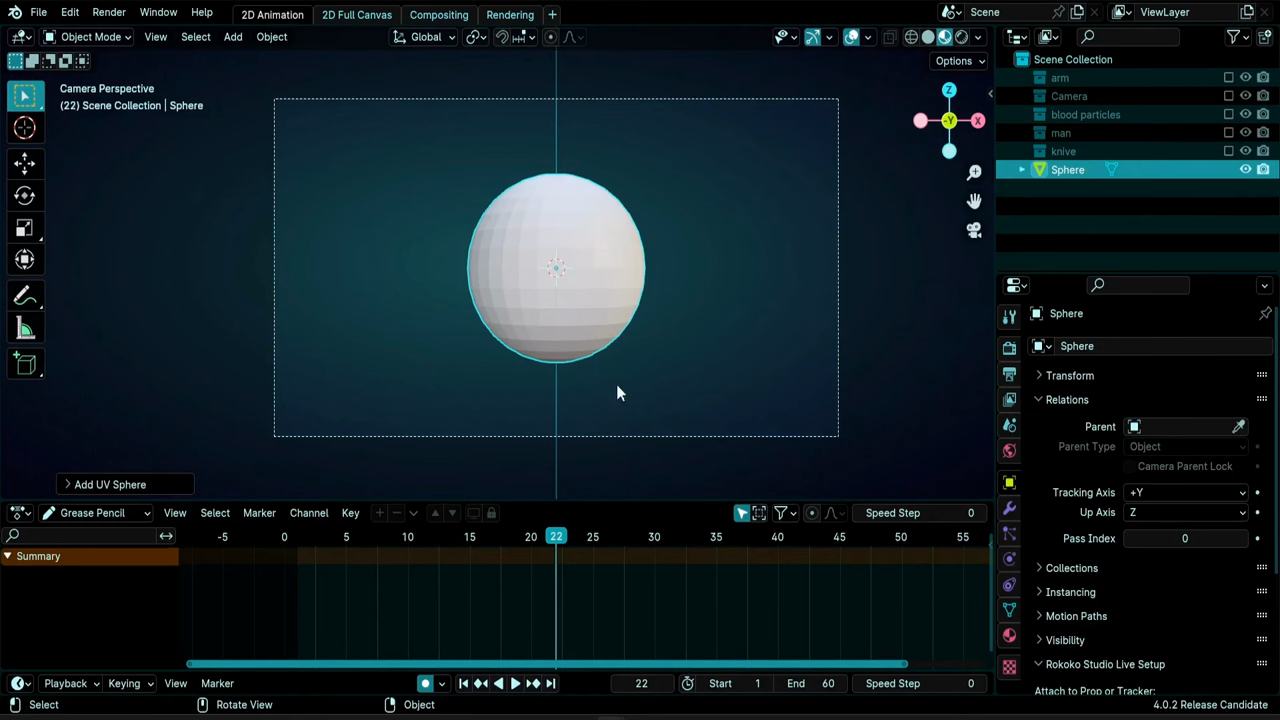 File Edit Render Window Help 2D Animation 2D Full Canvas Compositing Rendering + Scene ViewLayer
Object Mode View Select Add Object Global
Options
Camera Perspective
(22) Scene Collection | Sphere
Z
-Y
X
Add UV Sphere
Scene Collection
arm
Camera
blood particles
man
knive
Sphere
Sphere
Sphere
Transform
Relations
Parent
Parent Type Object
Camera Parent Lock
Tracking Axis +Y
Up Axis Z
Pass Index 0
Collections
Instancing
Motion Paths
Visibility
Rokoko Studio Live Setup
Attach to Prop or Tracker:
Grease Pencil View Select Marker Channel Key Speed Step 0
-5 0 5 10 15 20 22 25 30 35 40 45 50 55
Summary
Playback Keying View Marker 22 Start 1 End 60 Speed Step 0
Select Rotate View Object 4.0.2 Release Candidate